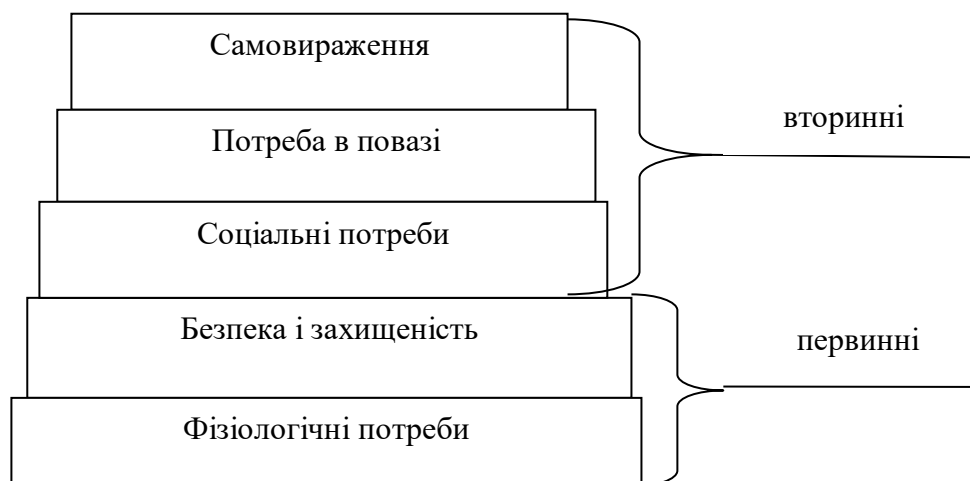 Самовираження
Потреба в повазі
вторинні
Соціальні потреби
Безпека і захищеність
первинні
Фізіологічні потреби